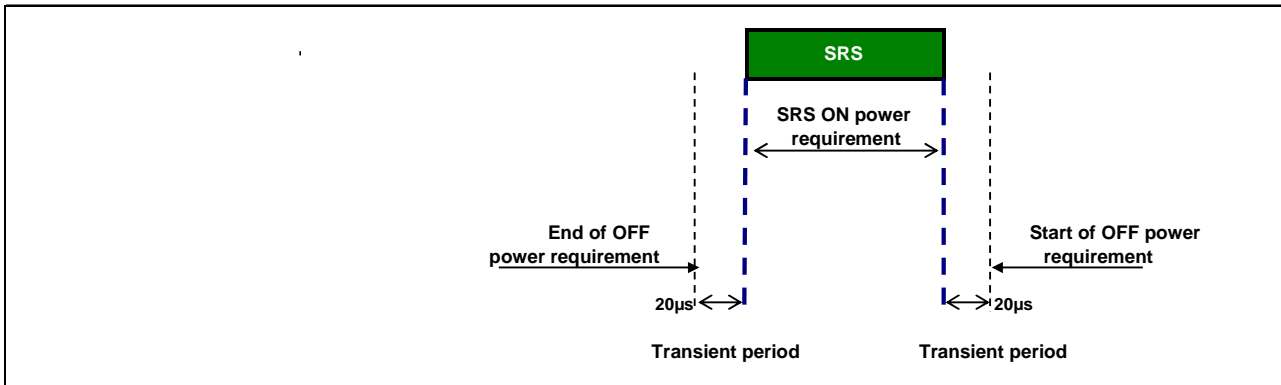 SRS
SRS ON power
requirement
End of OFF
power requirement
Start of OFF power
requirement
20µs
20µs
Transient period
Transient period